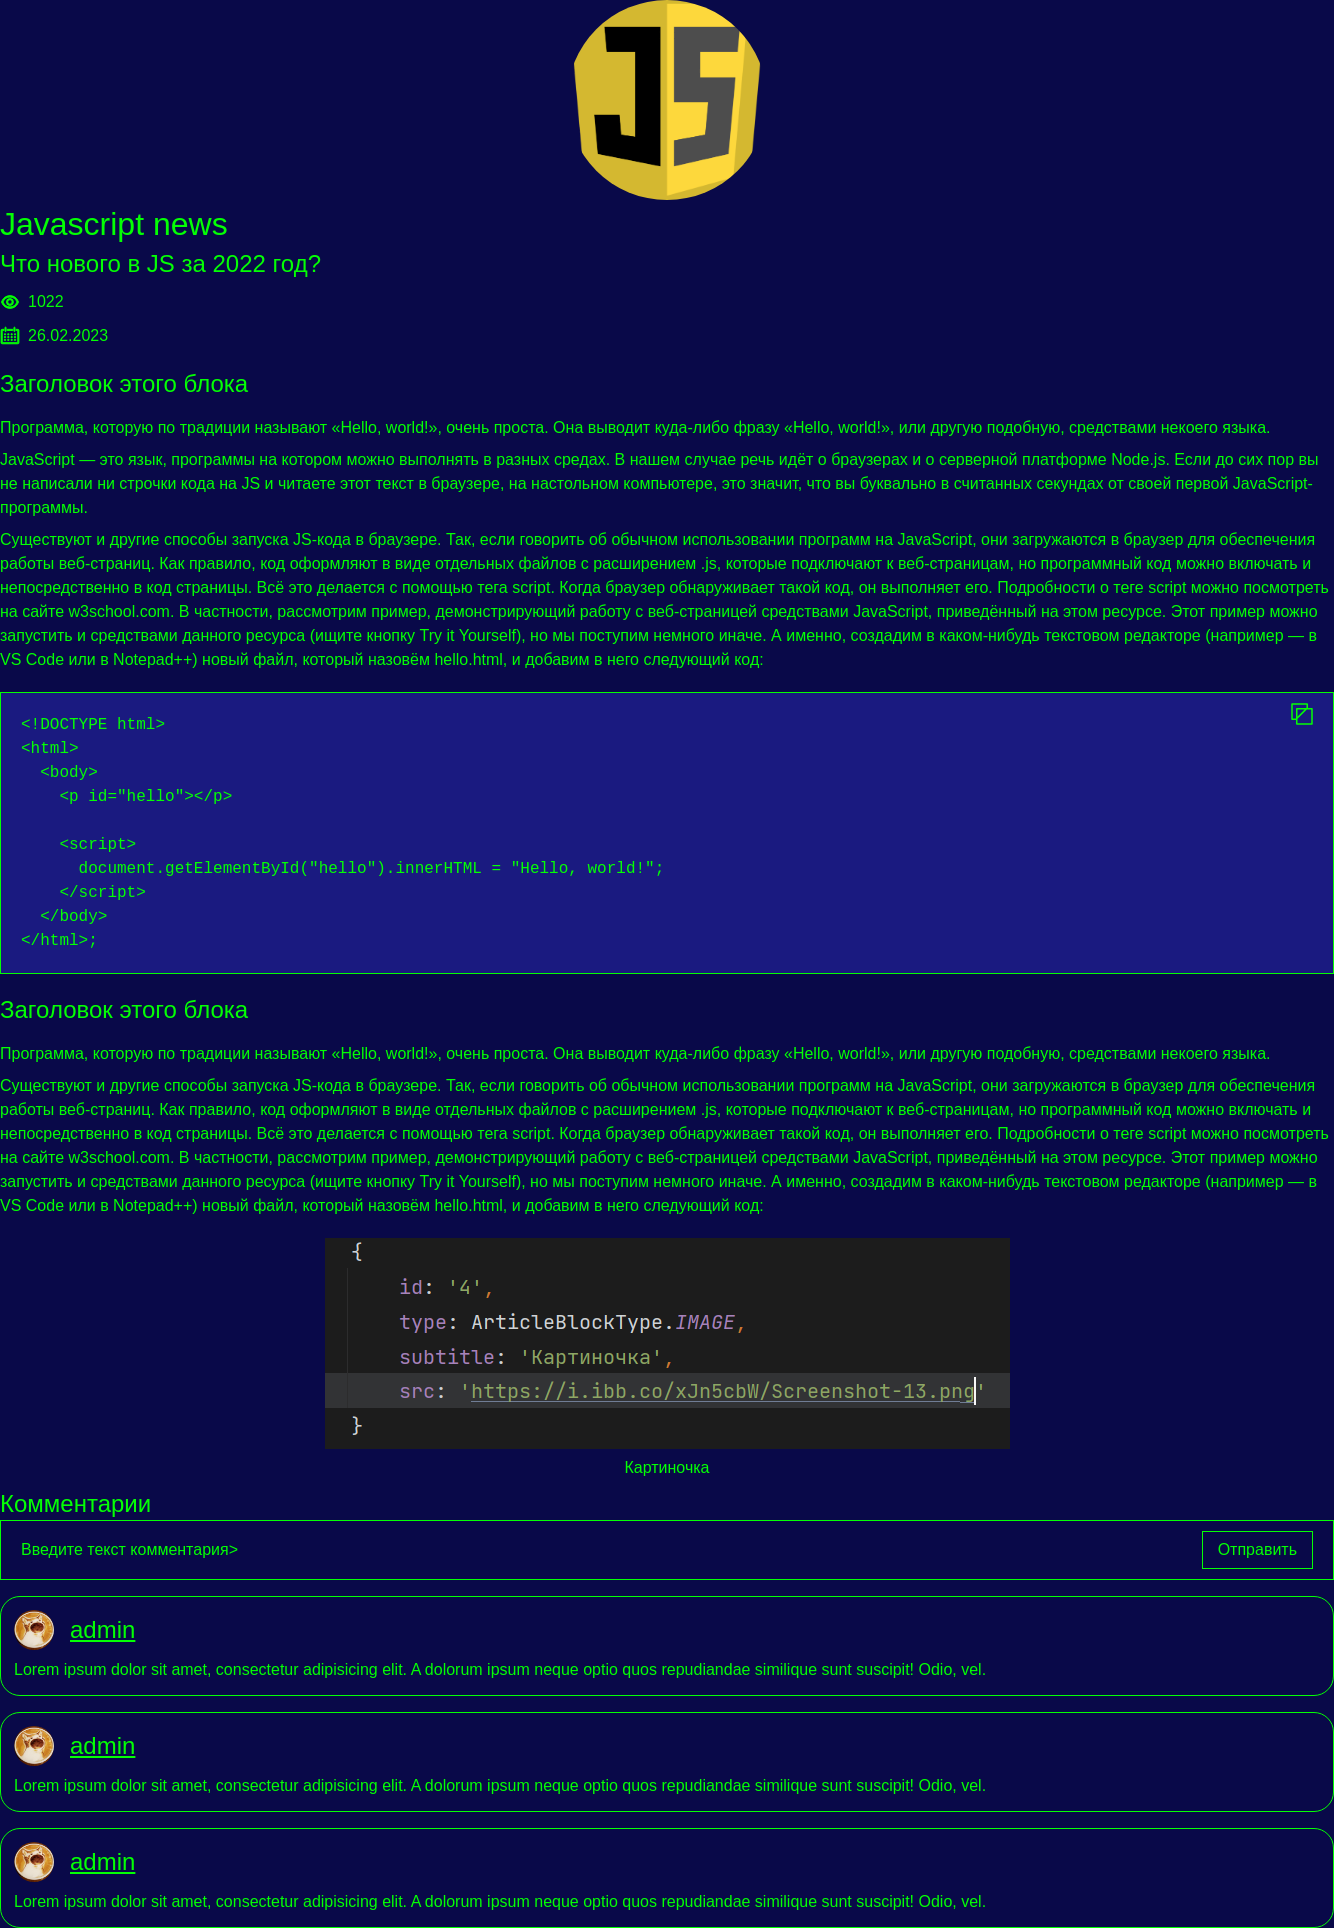 JS
Javascript news
Что нового в JS за 2022 год?
1022
26.02.2023
Заголовок этого блока
Программа, которую по традиции называют «Hello, world!», очень проста. Она выводит куда-либо фразу «Hello, world!», или другую подобную, средствами некоего языка.
JavaScript — это язык, программы на котором можно выполнять в разных средах. В нашем случае речь идёт о браузерах и о серверной платформе Node.js. Если до сих пор вы
не написали ни строчки кода на JS и читаете этот текст в браузере, на настольном компьютере, это значит, что вы буквально в считанных секундах от своей первой JavaScript-
программы.
Существуют и другие способы запуска JS-кода в браузере. Так, если говорить об обычном использовании программ на JavaScript, они загружаются в браузер для обеспечения
работы веб-страниц. Как правило, код оформляют в виде отдельных файлов с расширением .js, которые подключают к веб-страницам, но программный код можно включать и
непосредственно в код страницы. Всё это делается с помощью тега script. Когда браузер обнаруживает такой код, он выполняет его. Подробности о теге script можно посмотреть
на сайте w3school.com. В частности, рассмотрим пример, демонстрирующий работу с веб-страницей средствами JavaScript, приведённый на этом ресурсе. Этот пример можно
запустить и средствами данного ресурса (ищите кнопку Try it Yourself), но мы поступим немного иначе. А именно, создадим в каком-нибудь текстовом редакторе (например — в
VS Code или в Notepad++) новый файл, который назовём hello.html, и добавим в него следующий код:
<!DOCTYPE html>
<html>
  <body>
    <p id="hello"></p>

    <script>
      document.getElementById("hello").innerHTML = "Hello, world!";
    </script>
  </body>
</html>;
Заголовок этого блока
Программа, которую по традиции называют «Hello, world!», очень проста. Она выводит куда-либо фразу «Hello, world!», или другую подобную, средствами некоего языка.
Существуют и другие способы запуска JS-кода в браузере. Так, если говорить об обычном использовании программ на JavaScript, они загружаются в браузер для обеспечения
работы веб-страниц. Как правило, код оформляют в виде отдельных файлов с расширением .js, которые подключают к веб-страницам, но программный код можно включать и
непосредственно в код страницы. Всё это делается с помощью тега script. Когда браузер обнаруживает такой код, он выполняет его. Подробности о теге script можно посмотреть
на сайте w3school.com. В частности, рассмотрим пример, демонстрирующий работу с веб-страницей средствами JavaScript, приведённый на этом ресурсе. Этот пример можно
запустить и средствами данного ресурса (ищите кнопку Try it Yourself), но мы поступим немного иначе. А именно, создадим в каком-нибудь текстовом редакторе (например — в
VS Code или в Notepad++) новый файл, который назовём hello.html, и добавим в него следующий код:
{
    id: '4',
    type: ArticleBlockType.IMAGE,
    subtitle: 'Картиночка',
    src: 'https://i.ibb.co/xJn5cbW/Screenshot-13.png'
}
Картиночка
Комментарии
Введите текст комментария>
Отправить
admin
Lorem ipsum dolor sit amet, consectetur adipisicing elit. A dolorum ipsum neque optio quos repudiandae similique sunt suscipit! Odio, vel.
admin
Lorem ipsum dolor sit amet, consectetur adipisicing elit. A dolorum ipsum neque optio quos repudiandae similique sunt suscipit! Odio, vel.
admin
Lorem ipsum dolor sit amet, consectetur adipisicing elit. A dolorum ipsum neque optio quos repudiandae similique sunt suscipit! Odio, vel.